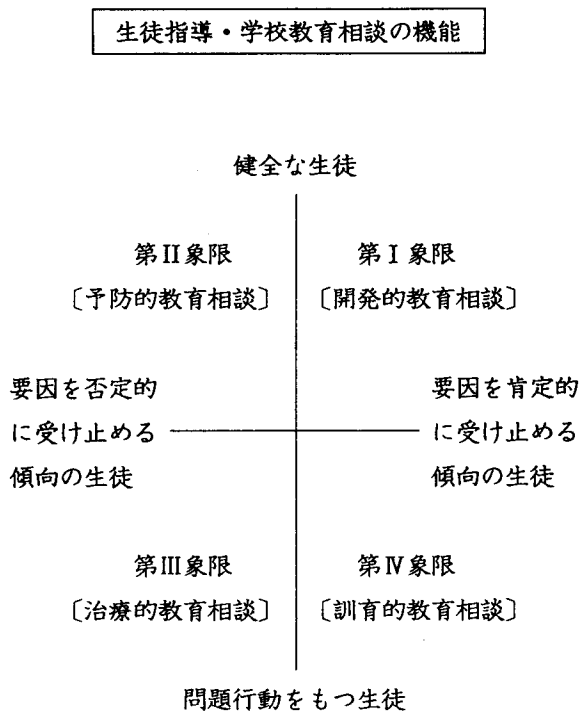 生徒指導・学校教育相談の機能
健全な生徒
第II象限
第I象限
〔予防的教育相談〕
〔開発的教育相談〕
要因を否定的
に受け止める
傾向の生徒
要因を肯定的
に受け止める
傾向の生徒
第III象限
第IV象限
〔治療的教育相談〕
〔訓育的教育相談〕
問題行動をもつ生徒